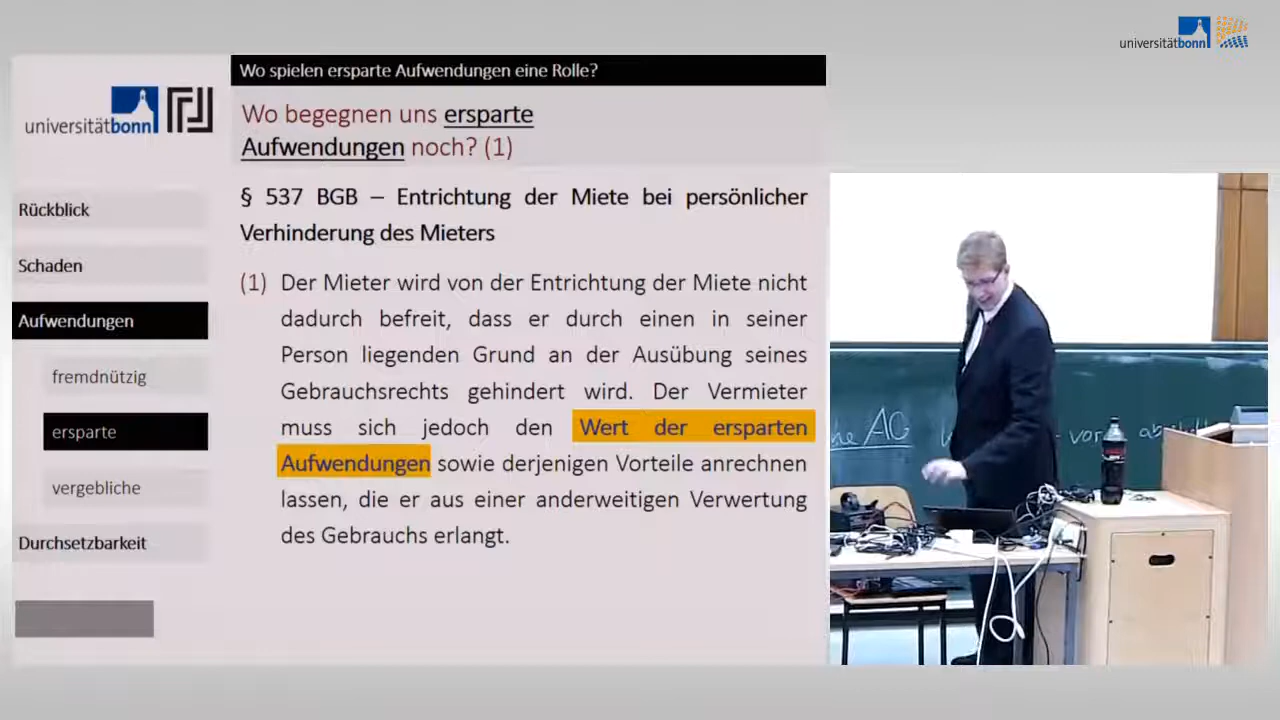 universitätbonn
Wo spielen ersparte Aufwendungen eine Rolle?
universitätbonn
Wo begegnen uns ersparte
Aufwendungen noch? (1)
Rückblick
Schaden
Aufwendungen
fremdnützig
ersparte
vergebliche
Durchsetzbarkeit
§ 537 BGB – Entrichtung der Miete bei persönlicher
Verhinderung des Mieters
(1) Der Mieter wird von der Entrichtung der Miete nicht
dadurch befreit, dass er durch einen in seiner
Person liegenden Grund an der Ausübung seines
Gebrauchsrechts gehindert wird. Der Vermieter
muss sich jedoch den Wert der ersparten
Aufwendungen sowie derjenigen Vorteile anrechnen
lassen, die er aus einer anderweitigen Verwertung
des Gebrauchs erlangt.
AG